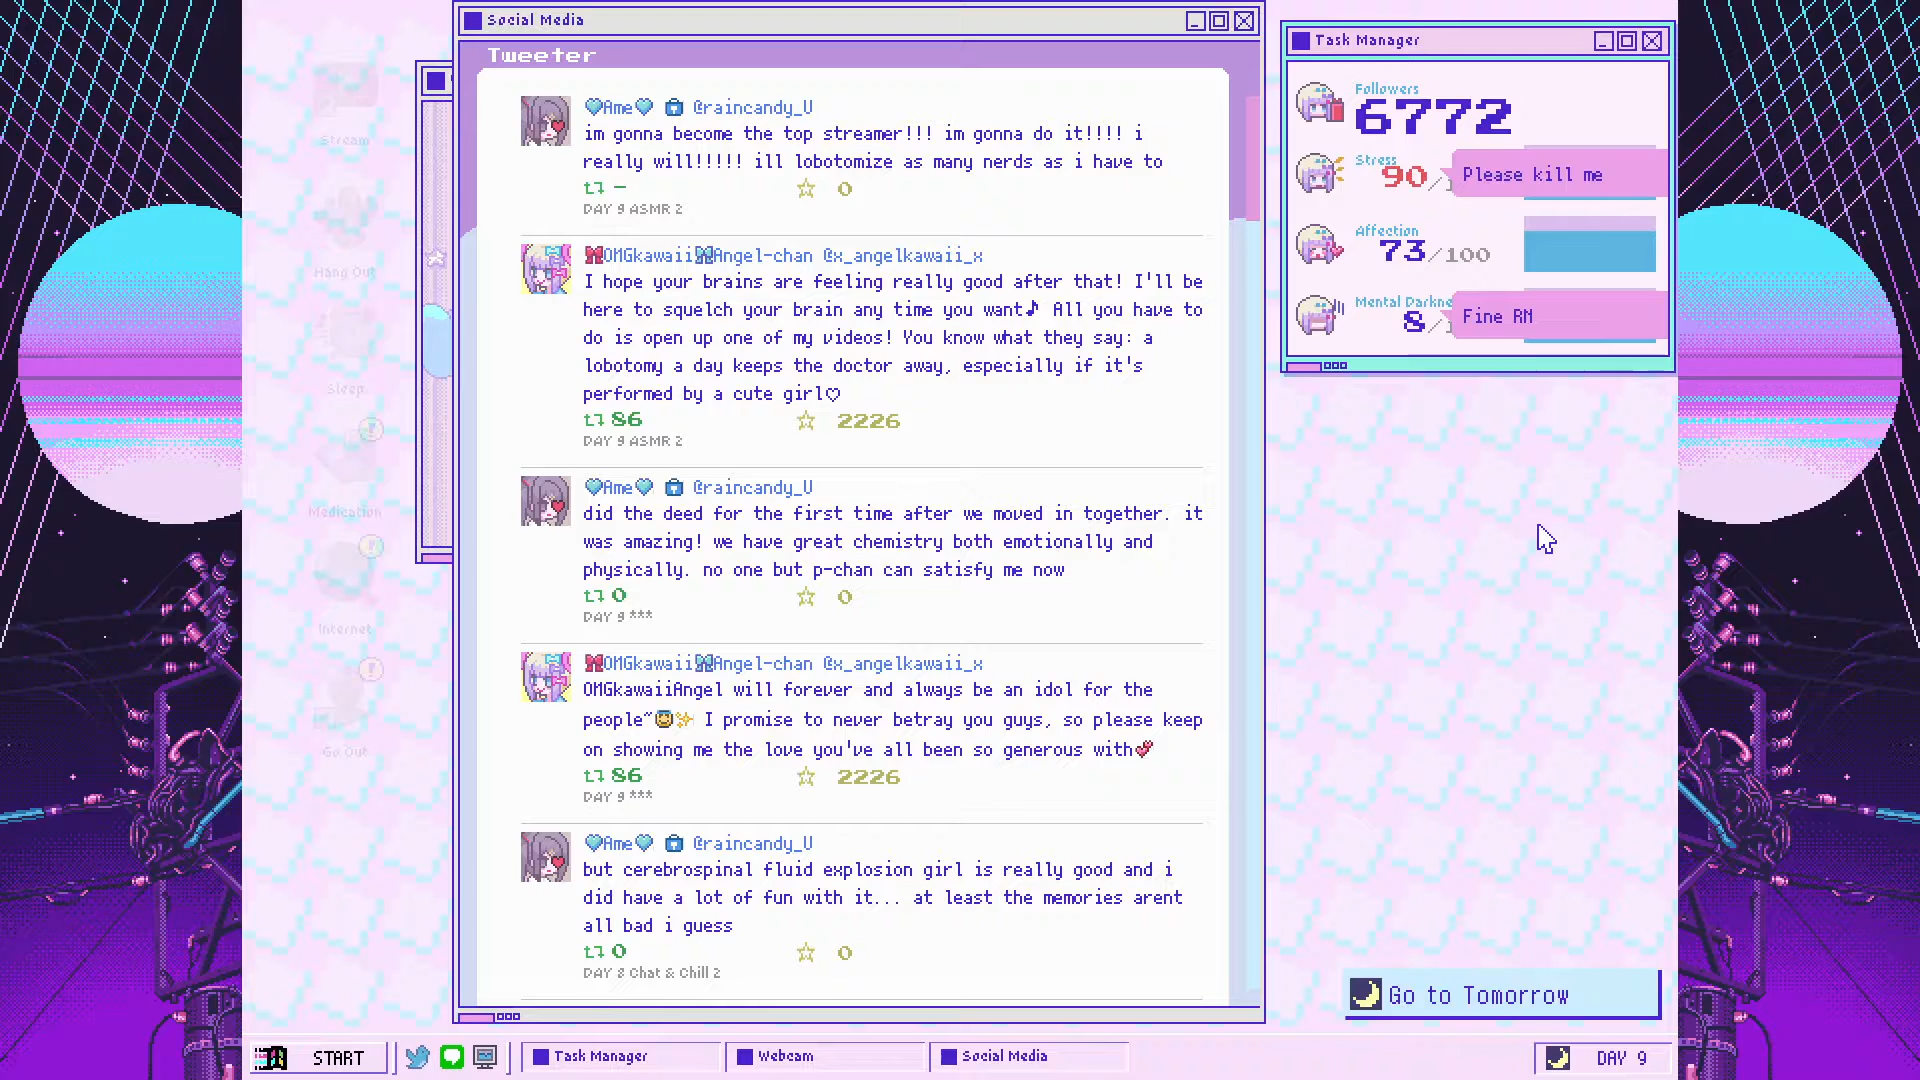 Social Media
Tweeter
Ame @raincandy_U
im gonna become the top streamer!!! im gonna do it!!!! i
really will!!!!! ill lobotomize as many nerds as i have to
– 0
DAY 9 ASMR 2
OMGkawaiiAngel-chan @x_angelkawaii_x
I hope your brains are feeling really good after that! I'll be
here to squelch your brain any time you want♪ All you have to
do is open up one of my videos! You know what they say: a
lobotomy a day keeps the doctor away, especially if it's
performed by a cute girl♡
86 2226
DAY 9 ASMR 2
Ame @raincandy_U
did the deed for the first time after we moved in together. it
was amazing! we have great chemistry both emotionally and
physically. no one but p-chan can satisfy me now
0 0
DAY 9 ***
OMGkawaiiAngel-chan @x_angelkawaii_x
OMGkawaiiAngel will forever and always be an idol for the
people~😇✨ I promise to never betray you guys, so please keep
on showing me the love you've all been so generous with💕
86 2226
DAY 9 ***
Ame @raincandy_U
but cerebrospinal fluid explosion girl is really good and i
did have a lot of fun with it... at least the memories arent
all bad i guess
0 0
DAY 8 Chat & Chill 2
Task Manager
Followers
6772
Stress
90/1
Please kill me
Affection
73/100
Mental Darkne
8/1
Fine RN
Stream
Hang Out
Sleep
Medication
Internet
Go Out
Go to Tomorrow
START
Task Manager
Webcam
Social Media
DAY 9